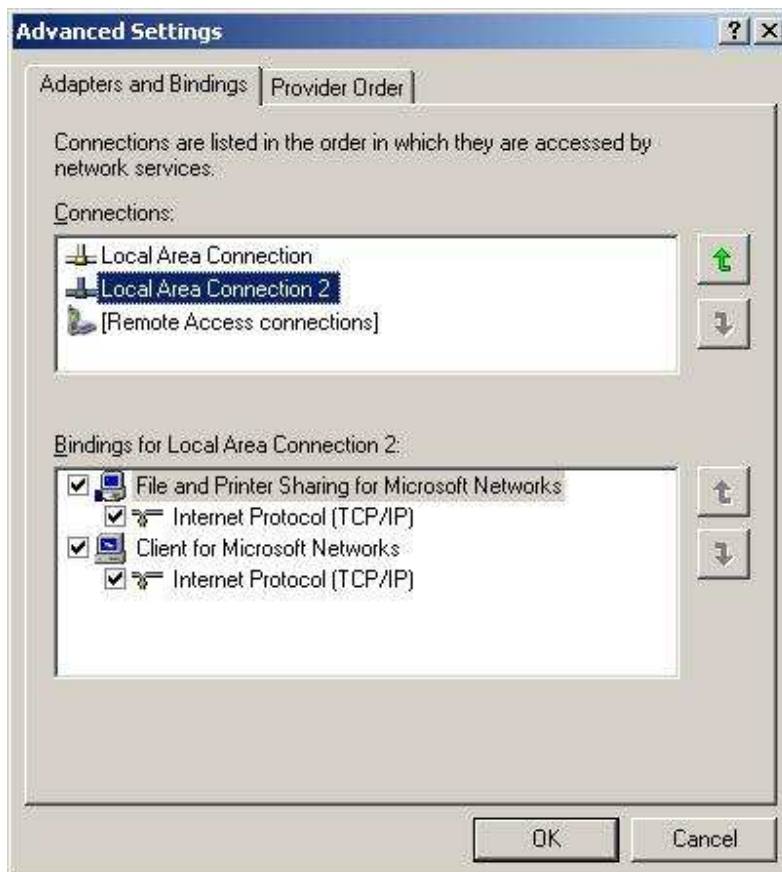 Advanced Settings
Adapters and Bindings
Provider Order
Connections are listed in the order in which they are accessed by
network services.
Connections:
Local Area Connection
Local Area Connection 2
[Remote Access connections]
Bindings for Local Area Connection 2:
File and Printer Sharing for Microsoft Networks
Internet Protocol (TCP/IP)
Client for Microsoft Networks
Internet Protocol (TCP/IP)
OK
Cancel